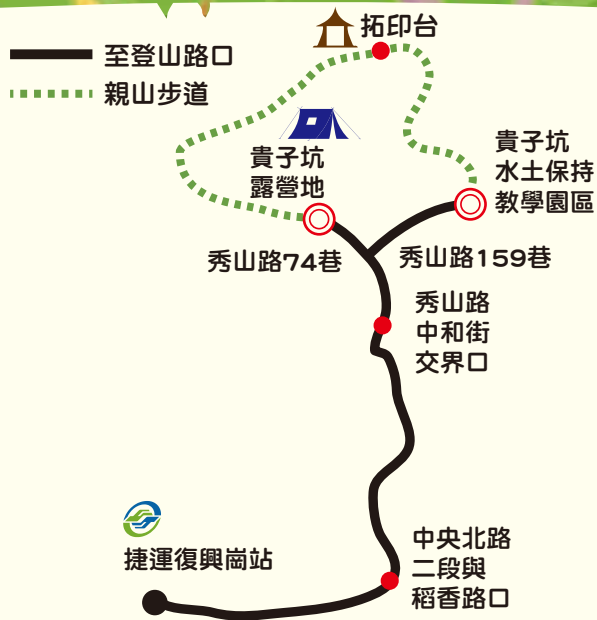 拓印台
至登山路口
親山步道
貴子坑
露營地
貴子坑
水土保持
教學園區
秀山路74巷
秀山路159巷
秀山路
中和街
交界口
捷運復興崗站
中央北路
二段與
稻香路口